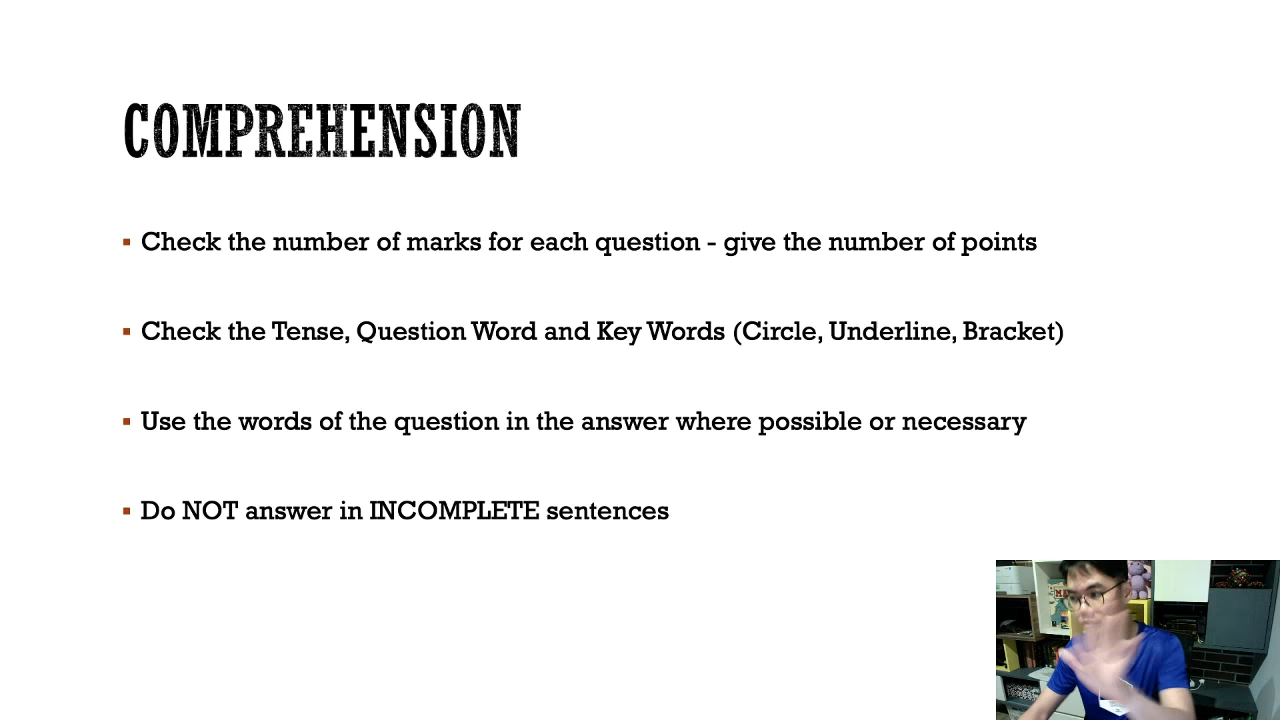 COMPREHENSION
▪ Check the number of marks for each question - give the number of points
▪ Check the Tense, Question Word and Key Words (Circle, Underline, Bracket)
▪ Use the words of the question in the answer where possible or necessary
▪ Do NOT answer in INCOMPLETE sentences